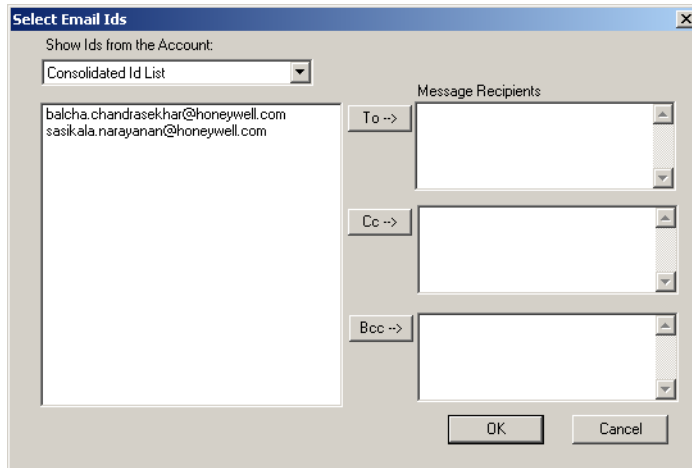 Select Email Ids
Show Ids from the Account:
Consolidated Id List
Message Recipients
balcha.chandrasekhar@honeywell.com
sasikala.narayanan@honeywell.com
To -->
Cc -->
Bcc -->
OK
Cancel